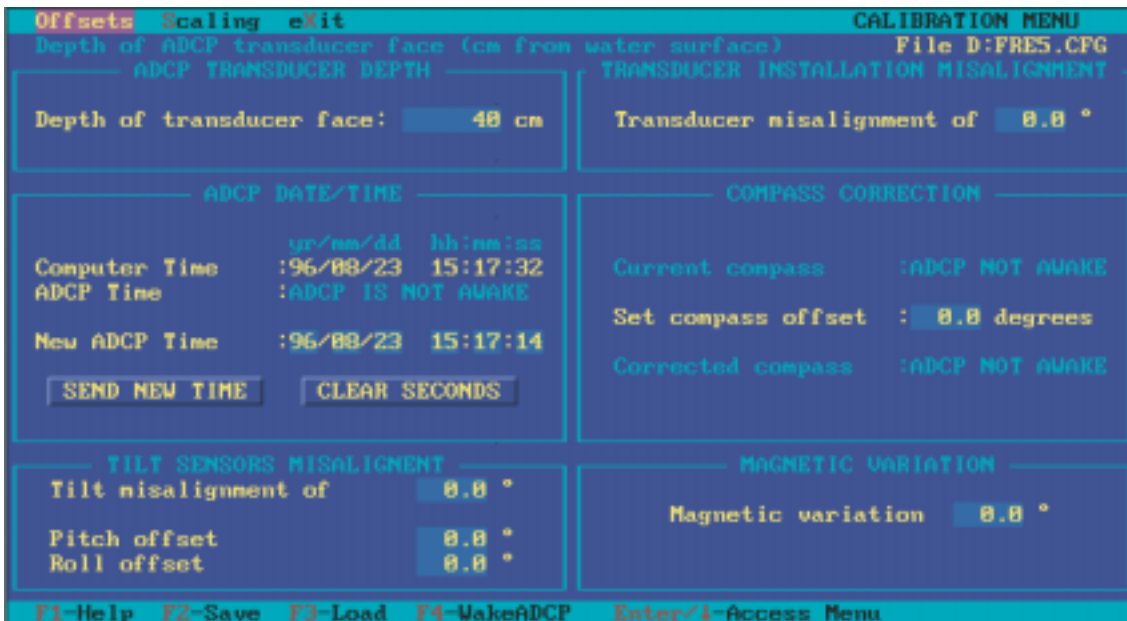 Offsets Scaling eXit CALIBRATION MENU
Depth of ADCP transducer face (cm from water surface) File D:FRE5.CFG
ADCP TRANSDUCER DEPTH
Depth of transducer face: 40 cm
TRANSDUCER INSTALLATION MISALIGNMENT
Transducer misalignment of 0.0 °
ADCP DATE/TIME
yr/mm/dd hh:mm:ss
Computer Time :96/08/23 15:17:32
ADCP Time :ADCP IS NOT AWAKE
New ADCP Time :96/08/23 15:17:14
SEND NEW TIME CLEAR SECONDS
COMPASS CORRECTION
Current compass :ADCP NOT AWAKE
Set compass offset : 0.0 degrees
Corrected compass :ADCP NOT AWAKE
TILT SENSORS MISALIGNENT
Tilt misalignment of 0.0 °
Pitch offset 0.0 °
Roll offset 0.0 °
MAGNETIC VARIATION
Magnetic variation 0.0 °
F1-Help F2-Save F3-Load F4-WakeADCP Enter/↓-Access Menu